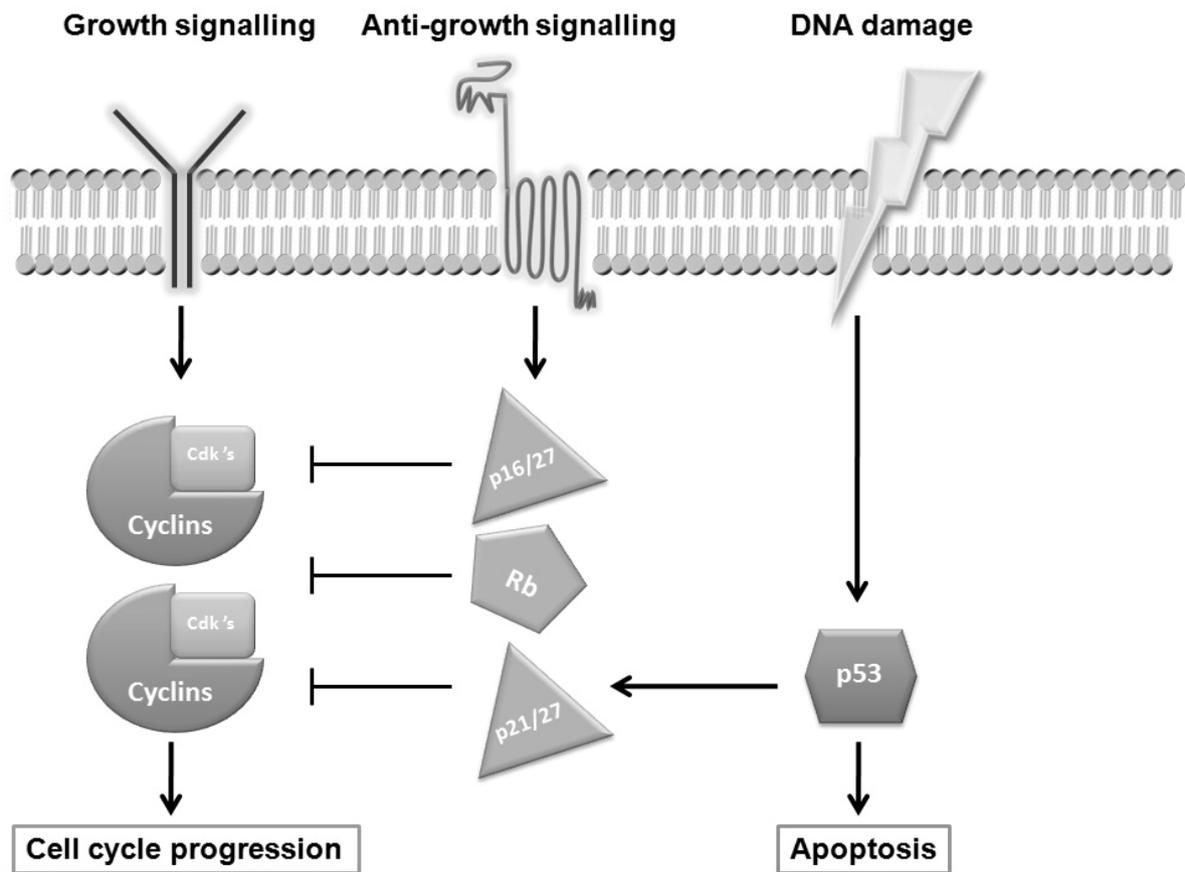 Growth signalling
Anti-growth signalling
DNA damage
Cdk's
Cyclins
p16/27
Rb
Cdk's
Cyclins
p21/27
p53
Cell cycle progression
Apoptosis